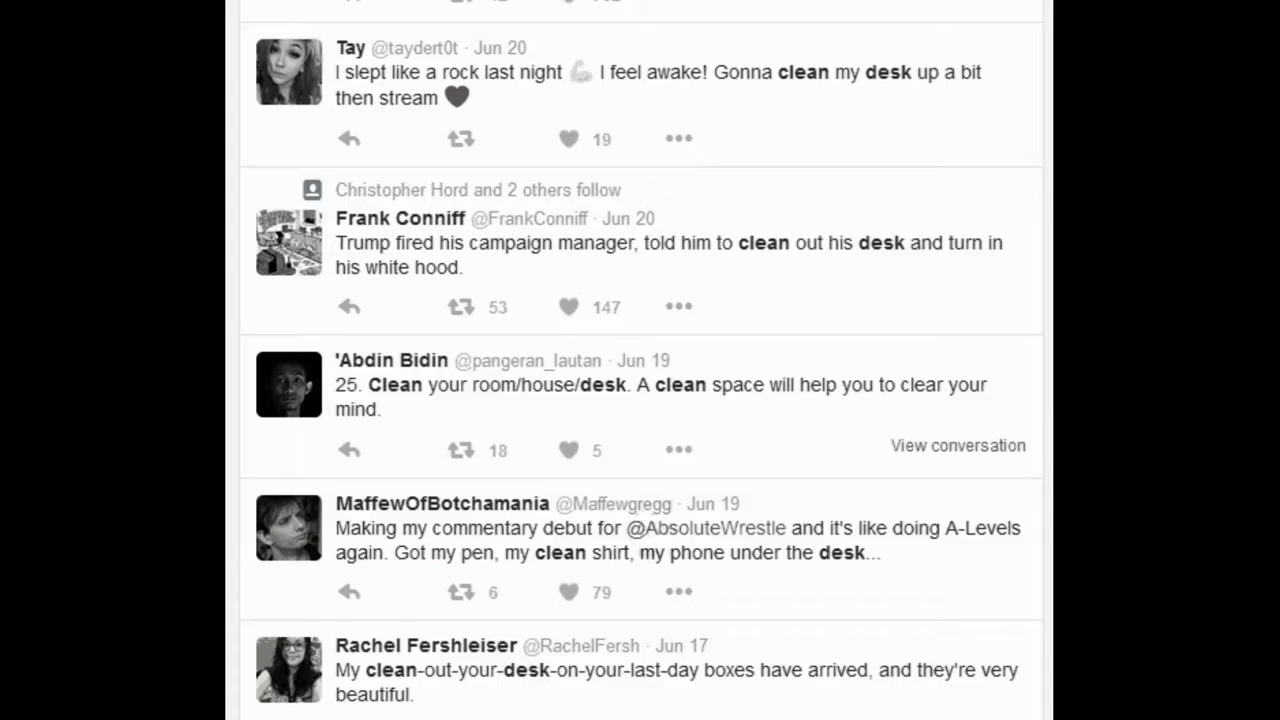 Tay @taydert0t · Jun 20
I slept like a rock last night 💪 I feel awake! Gonna clean my desk up a bit
then stream ♥
19
Christopher Hord and 2 others follow
Frank Conniff @FrankConniff · Jun 20
Trump fired his campaign manager, told him to clean out his desk and turn in
his white hood.
53 147
'Abdin Bidin @pangeran_lautan · Jun 19
25. Clean your room/house/desk. A clean space will help you to clear your
mind.
18 5 View conversation
MaffewOfBotchamania @Maffewgregg · Jun 19
Making my commentary debut for @AbsoluteWrestle and it's like doing A-Levels
again. Got my pen, my clean shirt, my phone under the desk...
6 79
Rachel Fershleiser @RachelFersh · Jun 17
My clean-out-your-desk-on-your-last-day boxes have arrived, and they're very
beautiful.